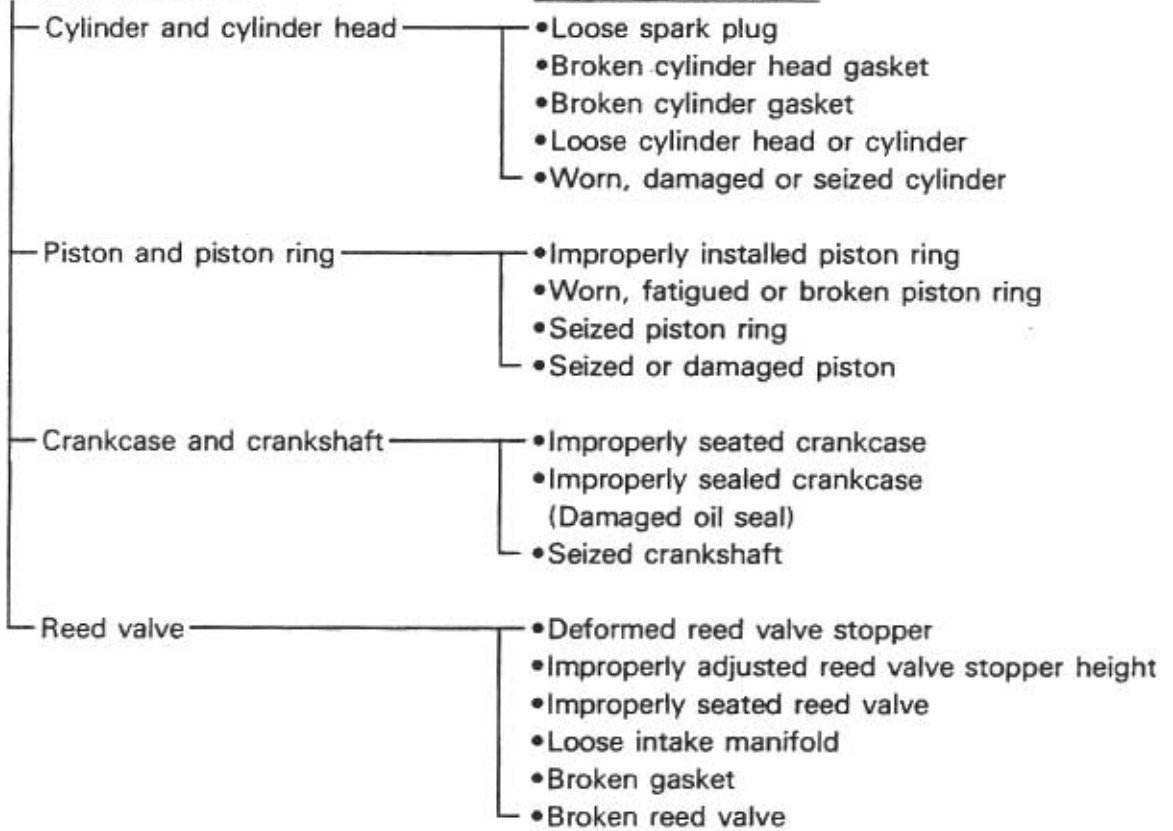 Cylinder and cylinder head
•Loose spark plug
•Broken cylinder head gasket
•Broken cylinder gasket
•Loose cylinder head or cylinder
•Worn, damaged or seized cylinder
Piston and piston ring
•Improperly installed piston ring
•Worn, fatigued or broken piston ring
•Seized piston ring
•Seized or damaged piston
Crankcase and crankshaft
•Improperly seated crankcase
•Improperly sealed crankcase
(Damaged oil seal)
•Seized crankshaft
Reed valve
•Deformed reed valve stopper
•Improperly adjusted reed valve stopper height
•Improperly seated reed valve
•Loose intake manifold
•Broken gasket
•Broken reed valve